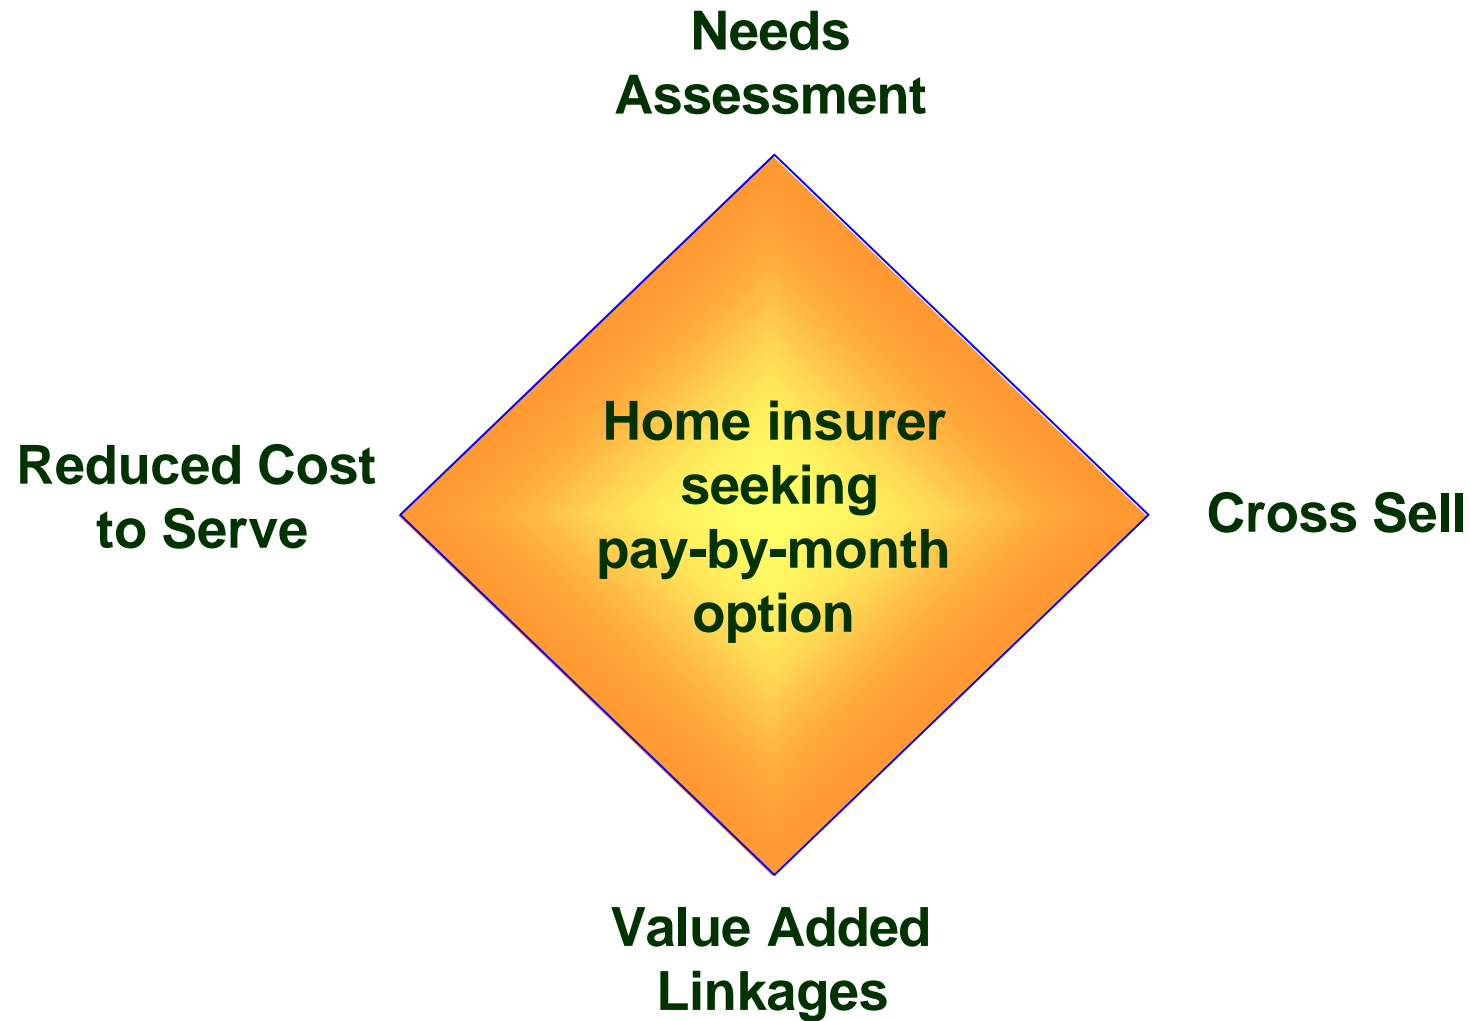 Needs
Assessment
Reduced Cost
to Serve
Home insurer
seeking
pay-by-month
option
Cross Sell
Value Added
Linkages